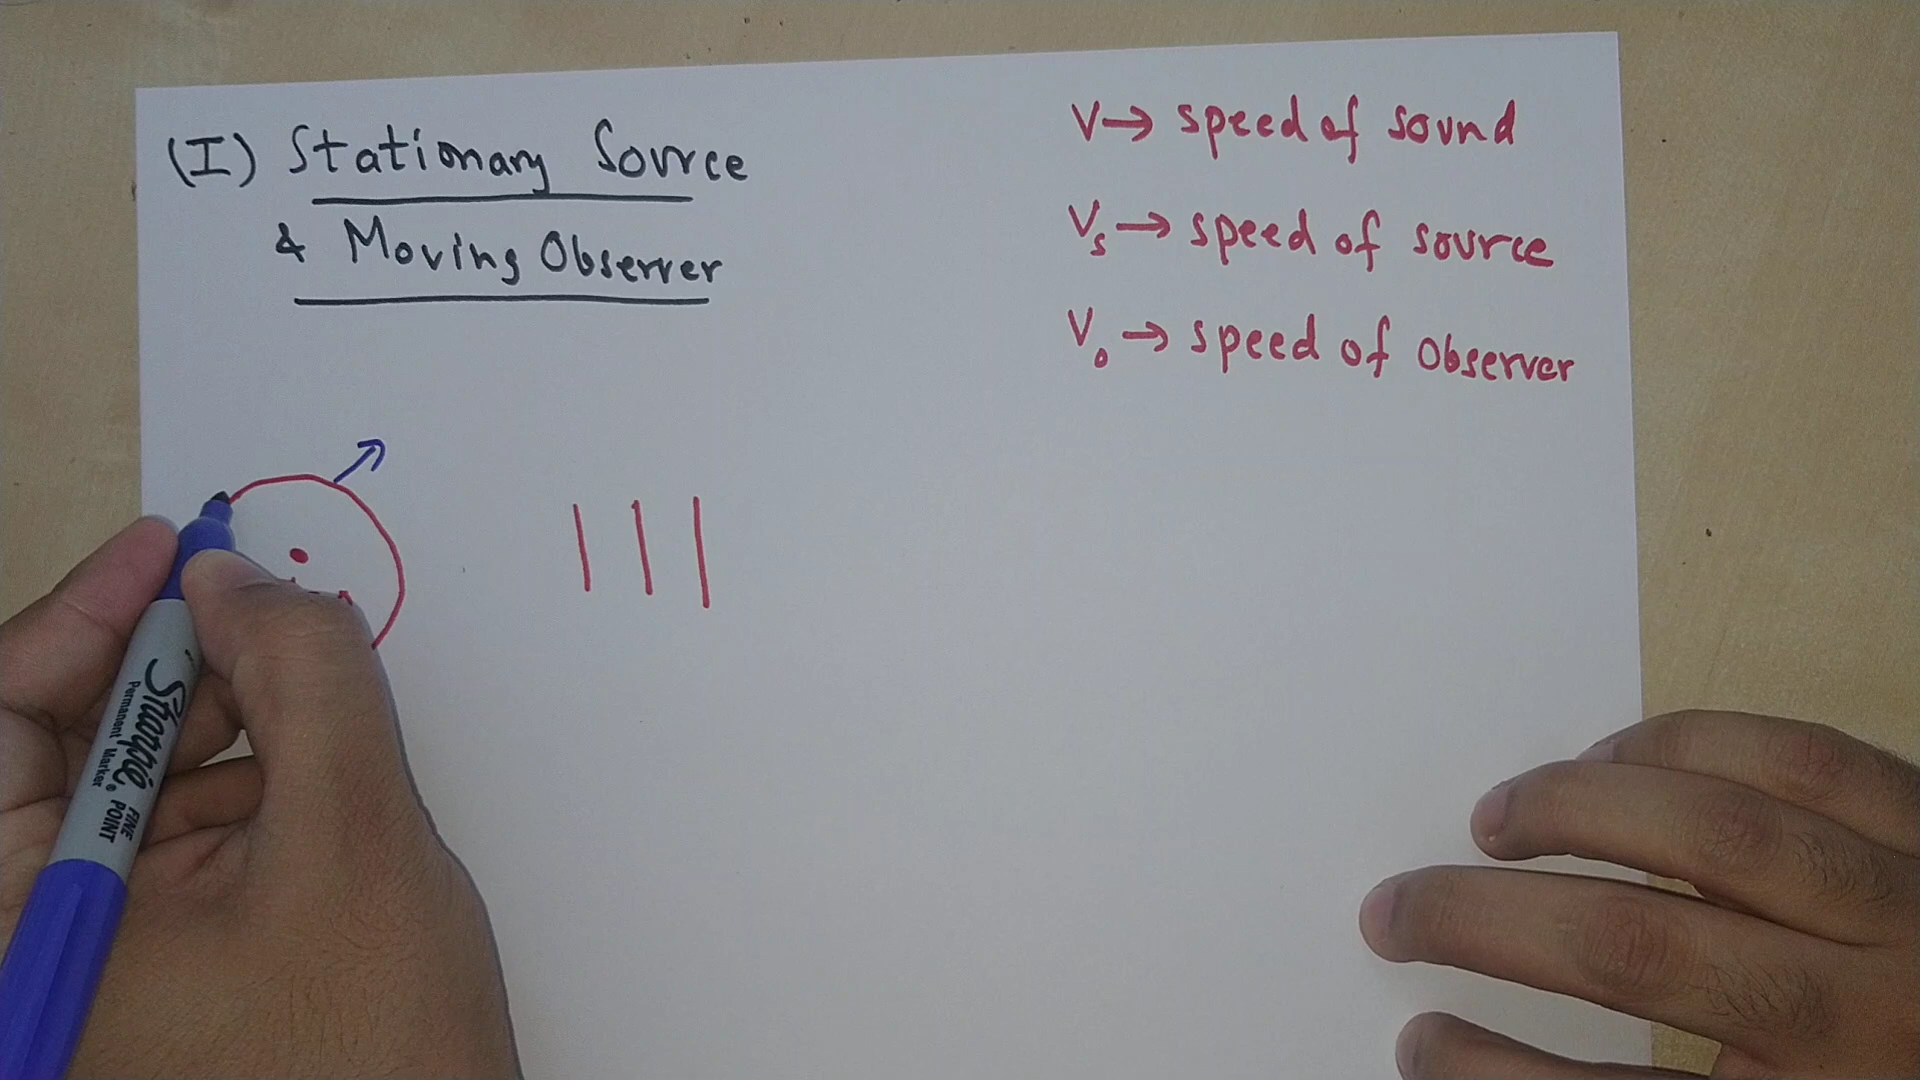 (I) Stationary Source
& Moving Observer
V→ speed of sound
Vs→ speed of source
Vo→ speed of Observer
Sharpie
Permanent Marker®
FINE
POINT